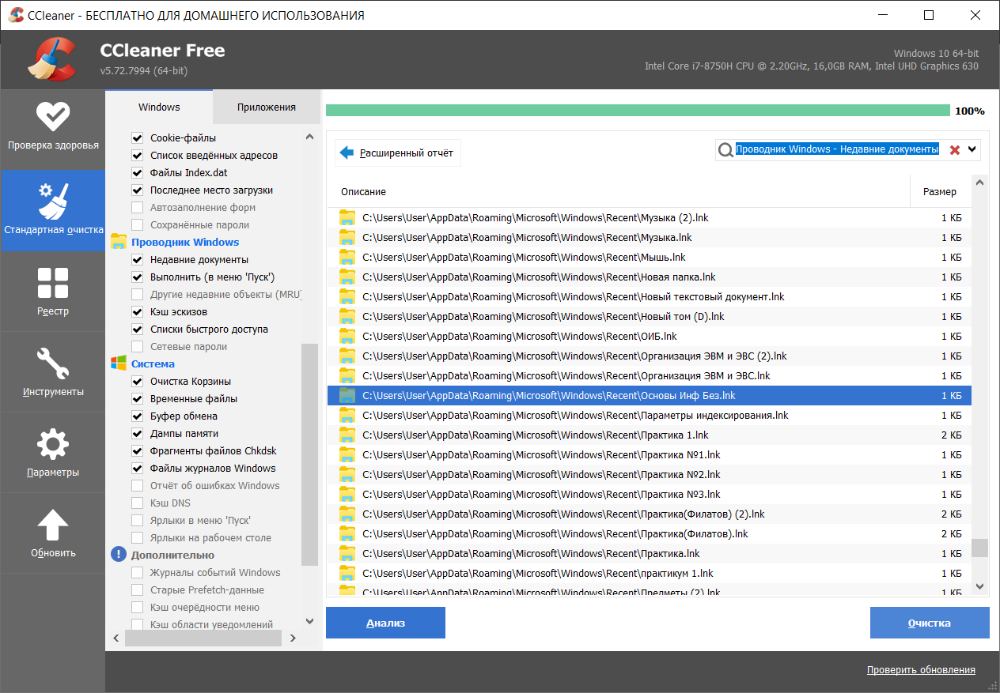 CCleaner - БЕСПЛАТНО ДЛЯ ДОМАШНЕГО ИСПОЛЬЗОВАНИЯ
CCleaner Free
v5.72.7994 (64-bit)
Windows 10 64-bit
Intel Core i7-8750H CPU @ 2.20GHz, 16,0GB RAM, Intel UHD Graphics 630
Проверка здоровья
Стандартная очистка
Реестр
Инструменты
Параметры
Обновить
Windows
Приложения
Cookie-файлы
Список введённых адресов
Файлы Index.dat
Последнее место загрузки
Автозаполнение форм
Сохранённые пароли
Проводник Windows
Недавние документы
Выполнить (в меню 'Пуск')
Другие недавние объекты (MRU)
Кэш эскизов
Списки быстрого доступа
Сетевые пароли
Система
Очистка Корзины
Временные файлы
Буфер обмена
Дампы памяти
Фрагменты файлов Chkdsk
Файлы журналов Windows
Отчёт об ошибках Windows
Кэш DNS
Ярлыки в меню 'Пуск'
Ярлыки на рабочем столе
Дополнительно
Журналы событий Windows
Старые Prefetch-данные
Кэш очерёдности меню
Кэш области уведомлений
100%
Расширенный отчёт
Проводник Windows - Недавние документы
Описание Размер
C:\Users\User\AppData\Roaming\Microsoft\Windows\Recent\Музыка (2).lnk 1 КБ
C:\Users\User\AppData\Roaming\Microsoft\Windows\Recent\Музыка.lnk 1 КБ
C:\Users\User\AppData\Roaming\Microsoft\Windows\Recent\Мышь.lnk 1 КБ
C:\Users\User\AppData\Roaming\Microsoft\Windows\Recent\Новая папка.lnk 1 КБ
C:\Users\User\AppData\Roaming\Microsoft\Windows\Recent\Новый текстовый документ.lnk 1 КБ
C:\Users\User\AppData\Roaming\Microsoft\Windows\Recent\Новый том (D).lnk 1 КБ
C:\Users\User\AppData\Roaming\Microsoft\Windows\Recent\ОИБ.lnk 1 КБ
C:\Users\User\AppData\Roaming\Microsoft\Windows\Recent\Организация ЭВМ и ЭВС (2).lnk 1 КБ
C:\Users\User\AppData\Roaming\Microsoft\Windows\Recent\Организация ЭВМ и ЭВС.lnk 1 КБ
C:\Users\User\AppData\Roaming\Microsoft\Windows\Recent\Основы Инф Без.lnk 1 КБ
C:\Users\User\AppData\Roaming\Microsoft\Windows\Recent\Параметры индексирования.lnk 1 КБ
C:\Users\User\AppData\Roaming\Microsoft\Windows\Recent\Практика 1.lnk 2 КБ
C:\Users\User\AppData\Roaming\Microsoft\Windows\Recent\Практика №1.lnk 1 КБ
C:\Users\User\AppData\Roaming\Microsoft\Windows\Recent\Практика №2.lnk 1 КБ
C:\Users\User\AppData\Roaming\Microsoft\Windows\Recent\Практика №3.lnk 1 КБ
C:\Users\User\AppData\Roaming\Microsoft\Windows\Recent\Практика(Филатов) (2).lnk 2 КБ
C:\Users\User\AppData\Roaming\Microsoft\Windows\Recent\Практика(Филатов).lnk 2 КБ
C:\Users\User\AppData\Roaming\Microsoft\Windows\Recent\Практика.lnk 1 КБ
C:\Users\User\AppData\Roaming\Microsoft\Windows\Recent\практикум 1.lnk 1 КБ
C:\Users\User\AppData\Roaming\Microsoft\Windows\Recent\Предметы (2).lnk 1 КБ
Анализ
Очистка
Проверить обновления